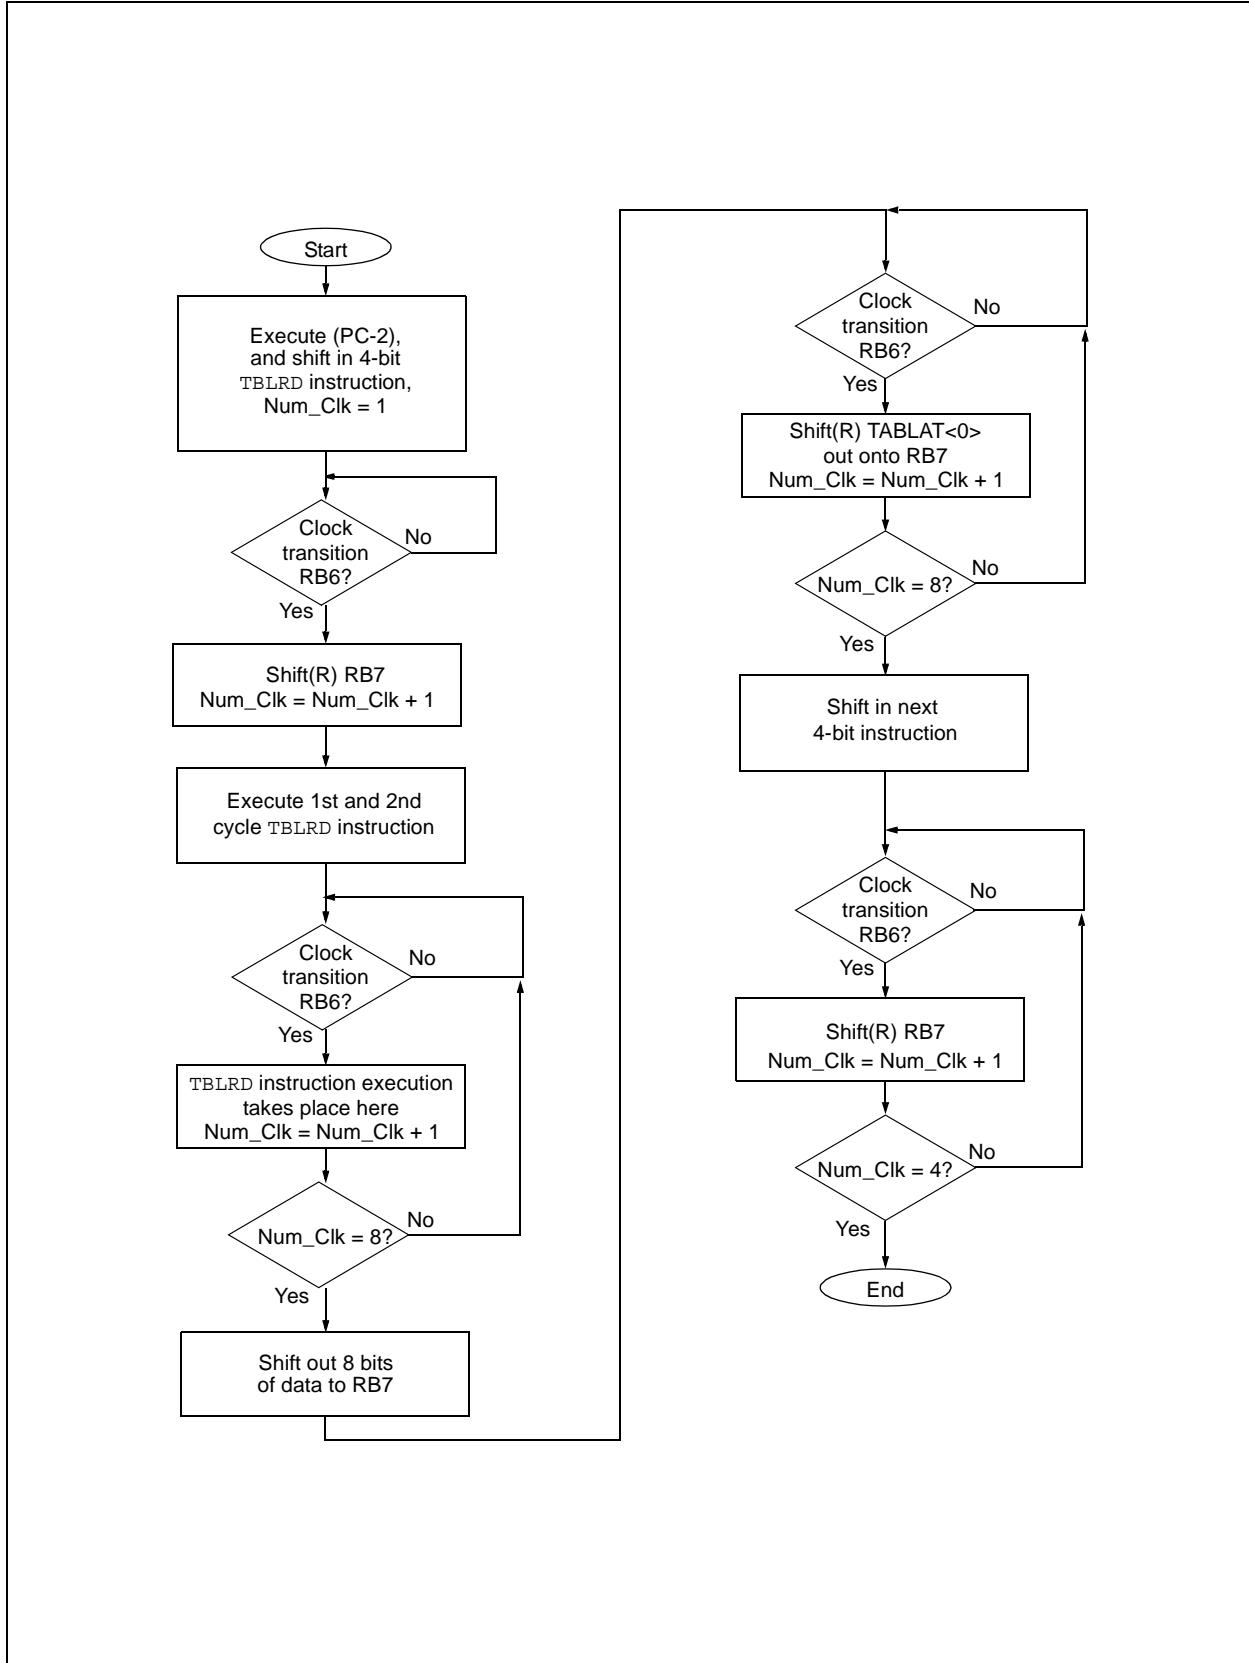 Start
Execute (PC-2),
and shift in 4-bit
TBLRD instruction,
Num_Clk = 1
Clock
transition
RB6?
No
Yes
Shift(R) RB7
Num_Clk = Num_Clk + 1
Execute 1st and 2nd
cycle TBLRD instruction
Clock
transition
RB6?
No
Yes
TBLRD instruction execution
takes place here
Num_Clk = Num_Clk + 1
Num_Clk = 8?
No
Yes
Shift out 8 bits
of data to RB7
Clock
transition
RB6?
No
Yes
Shift(R) TABLAT<0>
out onto RB7
Num_Clk = Num_Clk + 1
Num_Clk = 8?
No
Yes
Shift in next
4-bit instruction
Clock
transition
RB6?
No
Yes
Shift(R) RB7
Num_Clk = Num_Clk + 1
Num_Clk = 4?
No
Yes
End